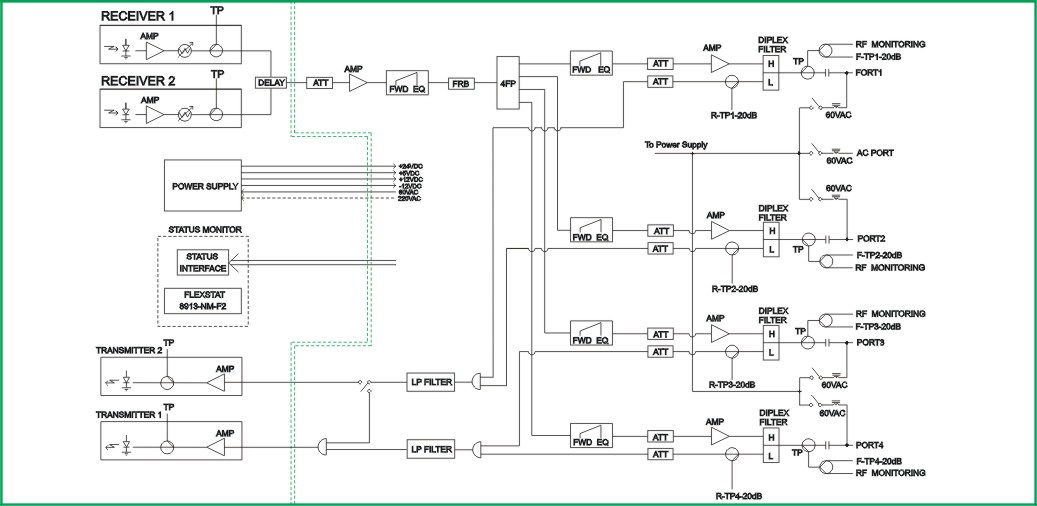 RECEIVER 1
TP
AMP
RECEIVER 2
TP
AMP
DELAY
ATT
AMP
FWD EQ
FRB
4FP
FWD EQ
ATT
ATT
AMP
R-TP1-20dB
DIPLEX
FILTER
H
L
TP
RF MONITORING
F-TP1-20dB
PORT1
60VAC
To Power Supply
AC PORT
60VAC
60VAC
POWER SUPPLY
+24VDC
+5VDC
+12VDC
-12VDC
60VAC
220VAC
STATUS MONITOR
STATUS
INTERFACE
FLEXSTAT
8913-NM-F2
FWD EQ
ATT
ATT
AMP
R-TP2-20dB
DIPLEX
FILTER
H
L
TP
PORT2
F-TP2-20dB
RF MONITORING
FWD EQ
ATT
ATT
AMP
R-TP3-20dB
DIPLEX
FILTER
H
L
TP
RF MONITORING
F-TP3-20dB
PORT3
60VAC
60VAC
TRANSMITTER 2
TP
AMP
LP FILTER
TRANSMITTER 1
TP
AMP
LP FILTER
FWD EQ
ATT
ATT
AMP
R-TP4-20dB
DIPLEX
FILTER
H
L
TP
PORT4
F-TP4-20dB
RF MONITORING